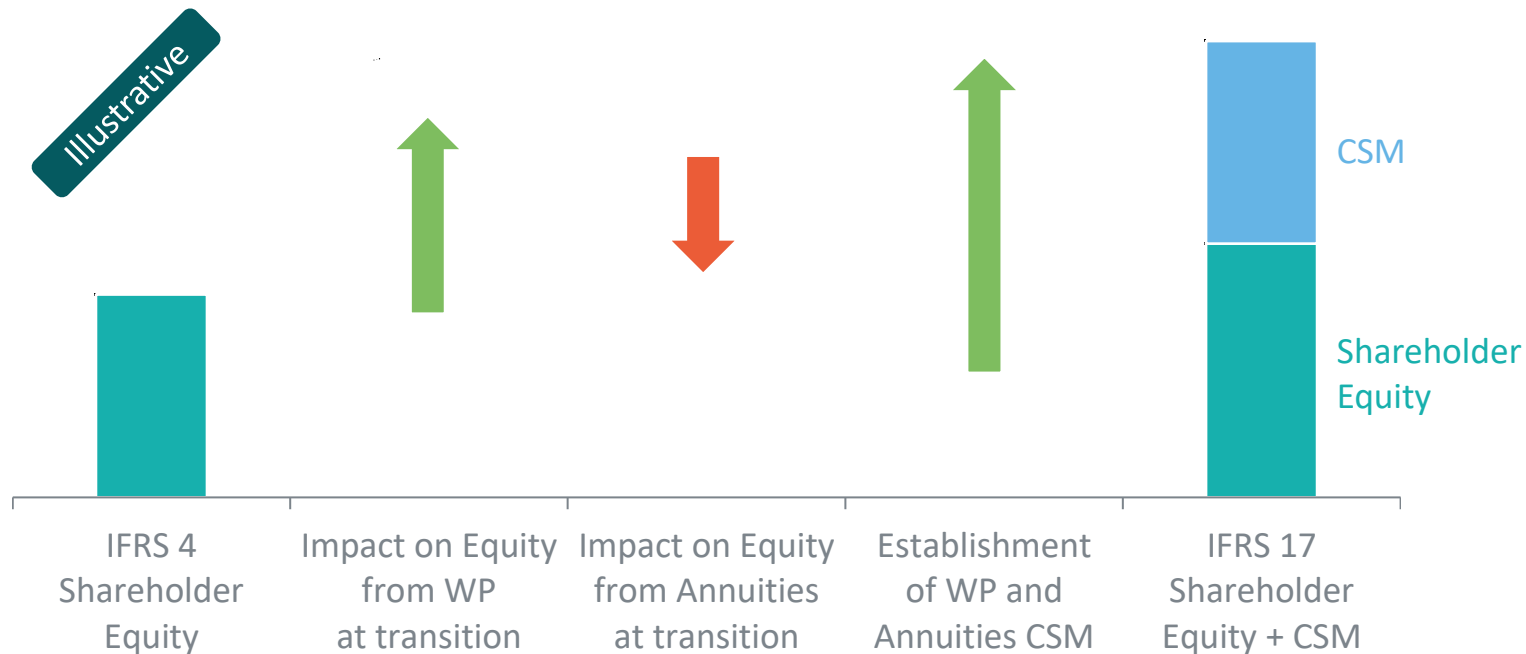 Illustrative
CSM
Shareholder
Equity
IFRS 4
Shareholder
Equity
Impact on Equity
from WP
at transition
Impact on Equity
from Annuities
at transition
Establishment
of WP and
Annuities CSM
IFRS 17
Shareholder
Equity + CSM